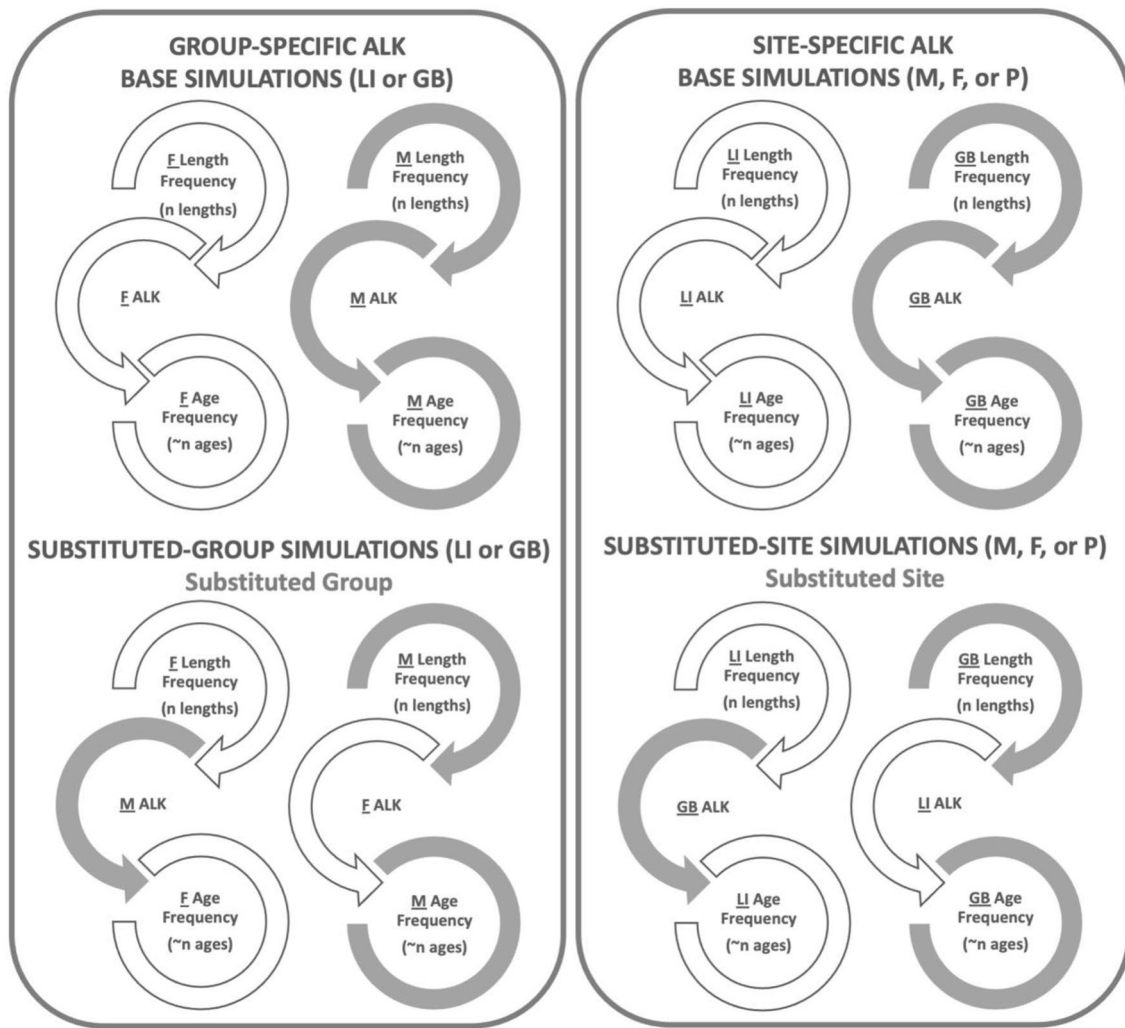 GROUP-SPECIFIC ALK
BASE SIMULATIONS (LI or GB)
F Length
Frequency
(n lengths)
M Length
Frequency
(n lengths)
F ALK
M ALK
F Age
Frequency
(~n ages)
M Age
Frequency
(~n ages)
SUBSTITUTED-GROUP SIMULATIONS (LI or GB)
Substituted Group
F Length
Frequency
(n lengths)
M Length
Frequency
(n lengths)
M ALK
F ALK
F Age
Frequency
(~n ages)
M Age
Frequency
(~n ages)
SITE-SPECIFIC ALK
BASE SIMULATIONS (M, F, or P)
LI Length
Frequency
(n lengths)
GB Length
Frequency
(n lengths)
LI ALK
GB ALK
LI Age
Frequency
(~n ages)
GB Age
Frequency
(~n ages)
SUBSTITUTED-SITE SIMULATIONS (M, F, or P)
Substituted Site
LI Length
Frequency
(n lengths)
GB Length
Frequency
(n lengths)
GB ALK
LI ALK
LI Age
Frequency
(~n ages)
GB Age
Frequency
(~n ages)